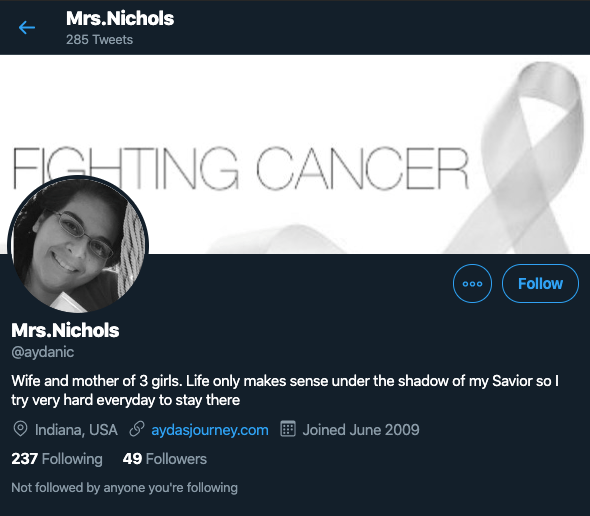 Mrs.Nichols
285 Tweets
FIGHTING CANCER
Follow
Mrs.Nichols
@aydanic
Wife and mother of 3 girls. Life only makes sense under the shadow of my Savior so I
try very hard everyday to stay there
Indiana, USA aydasjourney.com Joined June 2009
237 Following 49 Followers
Not followed by anyone you're following